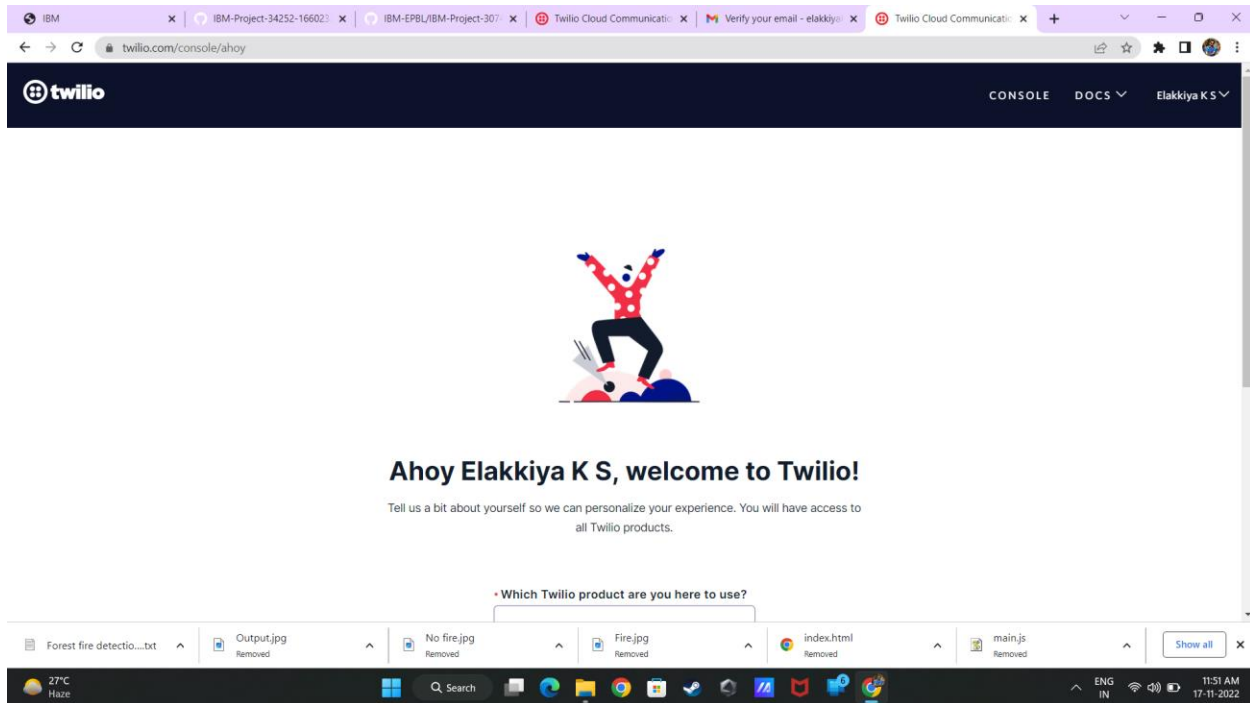 IBM
IBM-Project-34252-166023
IBM-EPBL/IBM-Project-307
Twilio Cloud Communicatio
Verify your email - elakkiya
Twilio Cloud Communicatio
twilio.com/console/ahoy
twilio
CONSOLE DOCS Elakkiya K S
Ahoy Elakkiya K S, welcome to Twilio!
Tell us a bit about yourself so we can personalize your experience. You will have access to
all Twilio products.
• Which Twilio product are you here to use?
Forest fire detectio....txt
Output.jpg
Removed
No fire.jpg
Removed
Fire.jpg
Removed
index.html
Removed
main.js
Removed
Show all
27°C
Haze
Search
6
ENG
IN
11:51 AM
17-11-2022